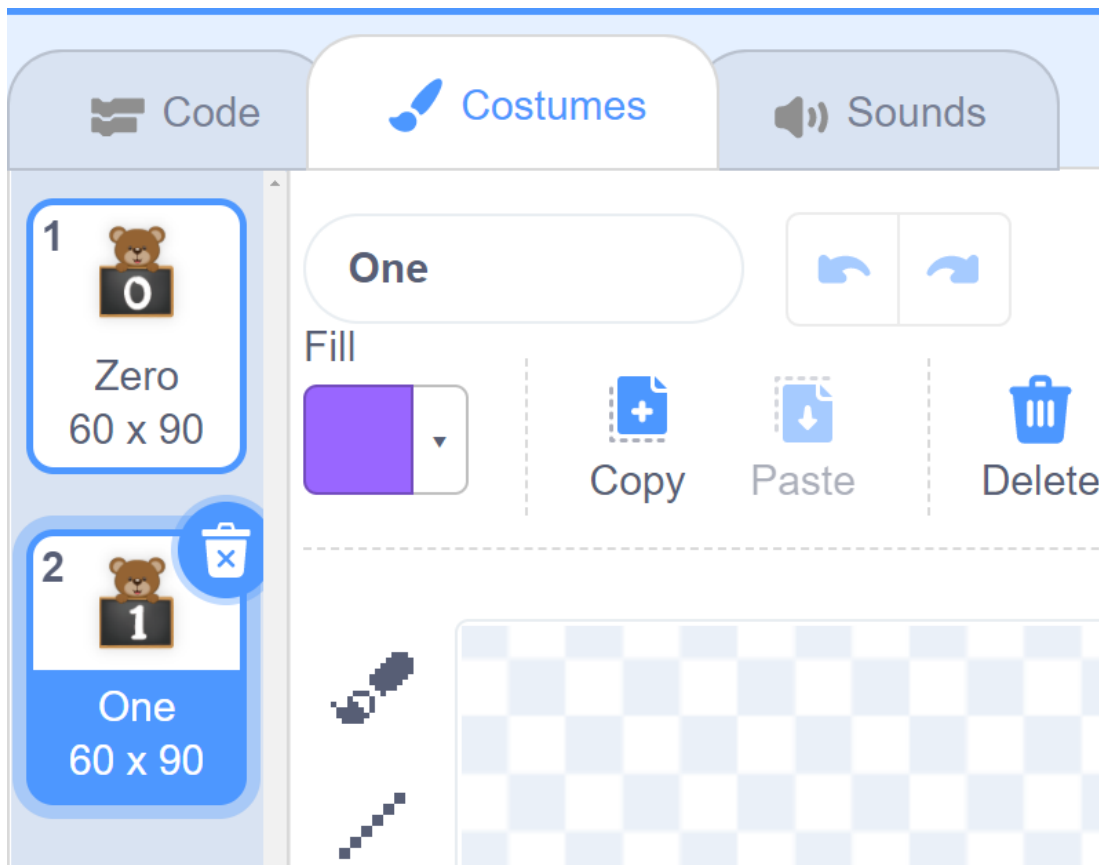 Code
Costumes
Sounds
1
0
Zero
60 x 90
2
1
One
60 x 90
One
Fill
Copy
Paste
Delete